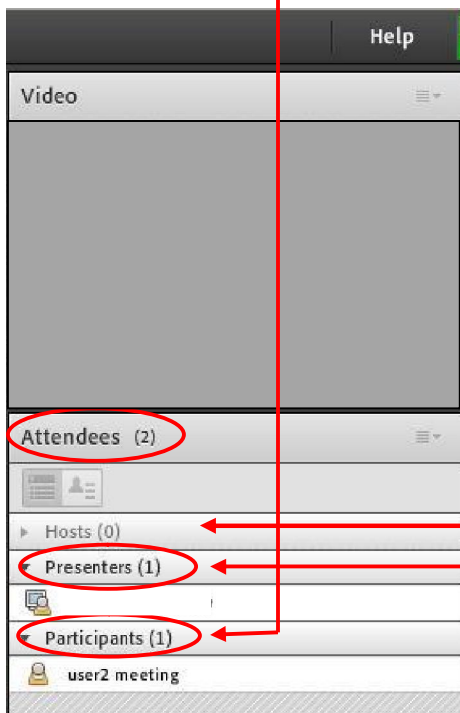 Help
Video
Attendees (2)
Hosts (0)
Presenters (1)
Participants (1)
user2 meeting